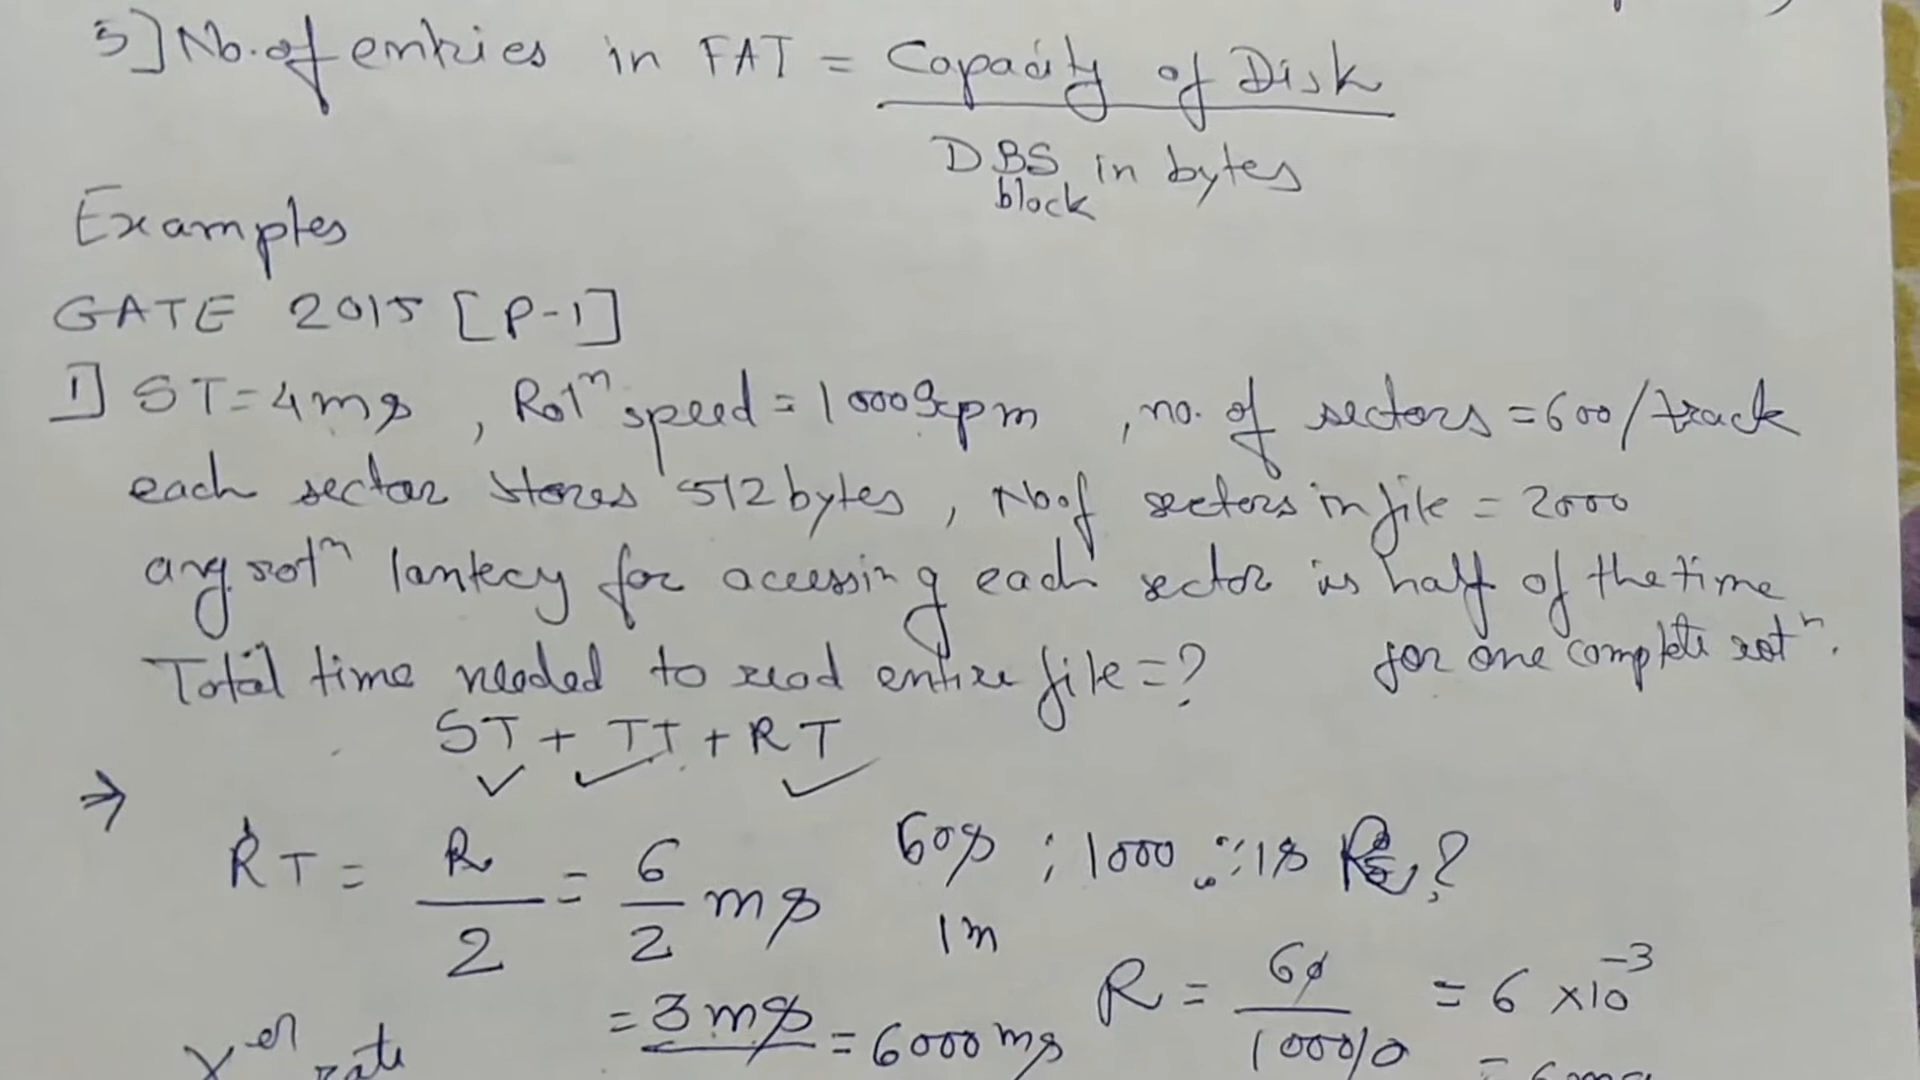 5] No. of entries in FAT = Capacity of Disk
DBS in bytes
block
Examples
GATE 2015 [P-1]
1] ST = 4ms, Rotⁿ speed = 10000rpm, no. of sectors = 600/track
each sector stores 512 bytes, No of sectors in file = 2000
avg rotⁿ lantecy for accessing each sector is half of the time
for one complete rotⁿ.
Total time needed to read entire file = ?
ST + TT + RT
⇒
RT = R/2 = 6/2 ms
60s : 1000 :: 1s
1m
= 3ms = 6000ms
R = 60/10000 = 6 × 10⁻³
Xᵉʳ rate